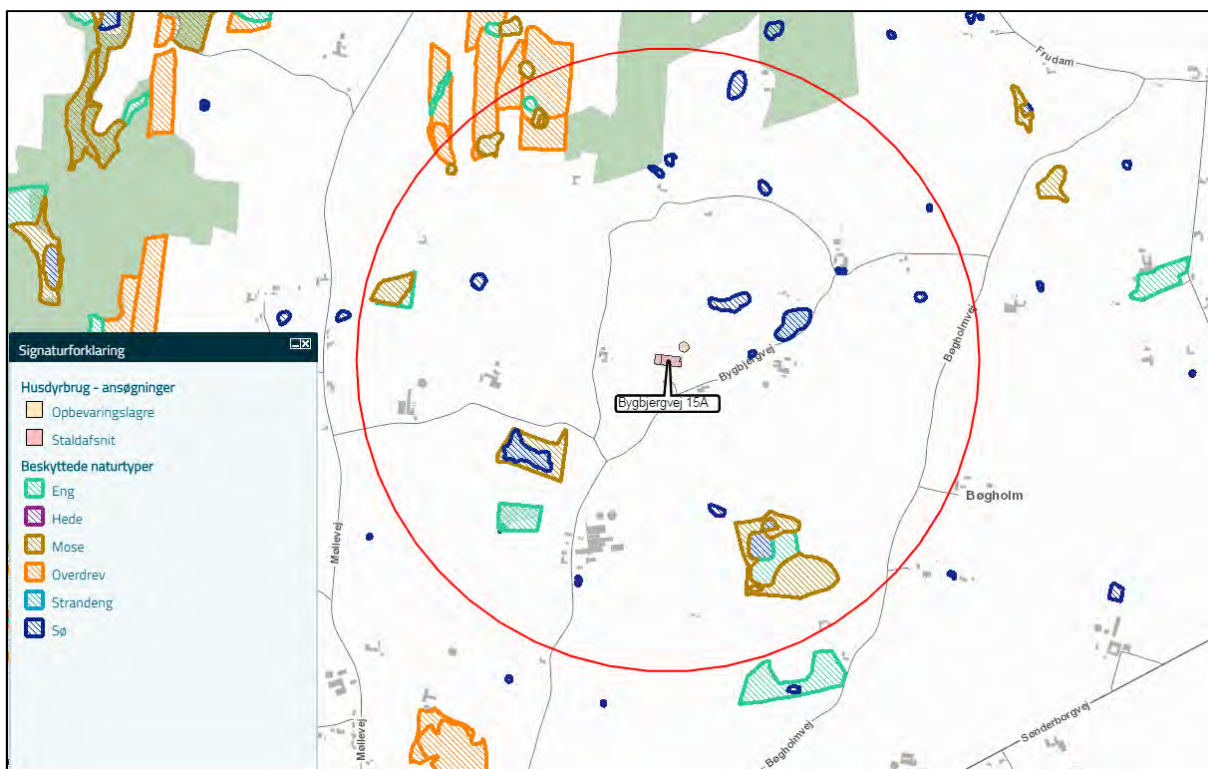 Frudam
Bøgholmvej
Bygbjergvej
Bygbjergvej 15A
Bøgholm
Møllevej
Møllevej
Bøgholmvej
Sønderborgvej
Signaturforklaring
Husdyrbrug - ansøgninger
Opbevaringslagre
Staldafsnit
Beskyttede naturtyper
Eng
Hede
Mose
Overdrev
Strandeng
Sø